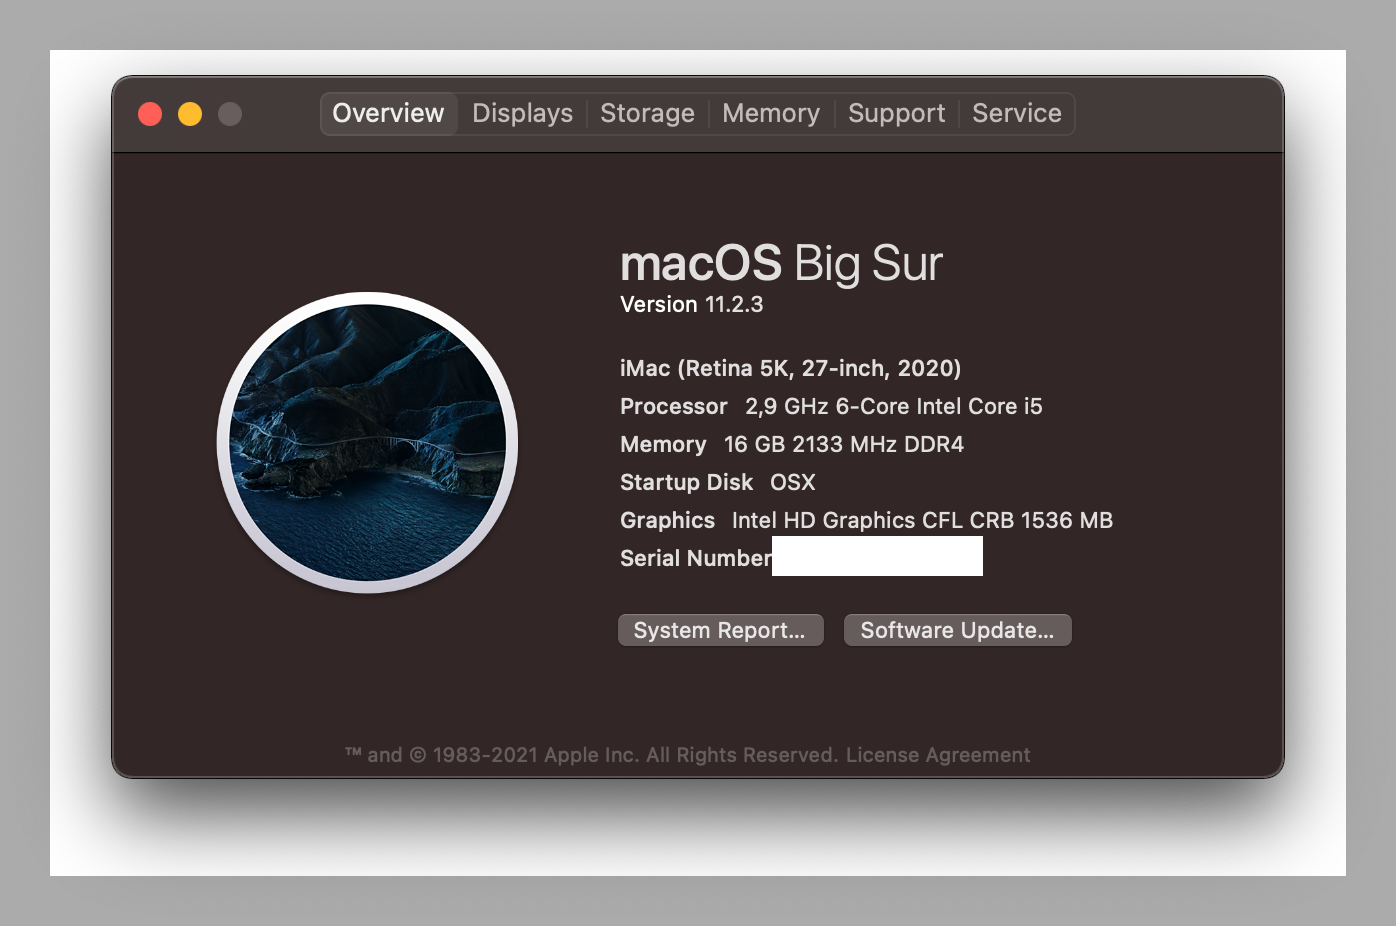 Overview Displays Storage Memory Support Service
macOS Big Sur
Version 11.2.3
iMac (Retina 5K, 27-inch, 2020)
Processor 2,9 GHz 6-Core Intel Core i5
Memory 16 GB 2133 MHz DDR4
Startup Disk OSX
Graphics Intel HD Graphics CFL CRB 1536 MB
Serial Number
System Report... Software Update...
™ and © 1983-2021 Apple Inc. All Rights Reserved. License Agreement